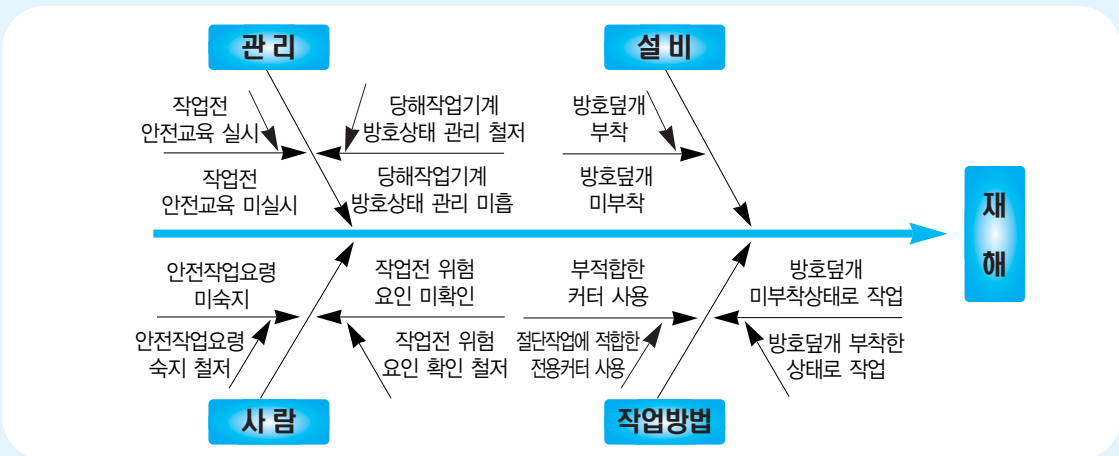 관 리
설 비
작업전
안전교육 실시
당해작업기계
방호상태 관리 철저
방호덮개
부착
작업전
안전교육 미실시
당해작업기계
방호상태 관리 미흡
방호덮개
미부착
재
해
안전작업요령
미숙지
작업전 위험
요인 미확인
부적합한
커터 사용
방호덮개
미부착상태로 작업
안전작업요령
숙지 철저
작업전 위험
요인 확인 철저
절단작업에 적합한
전용커터 사용
방호덮개 부착한
상태로 작업
사 람
작업방법